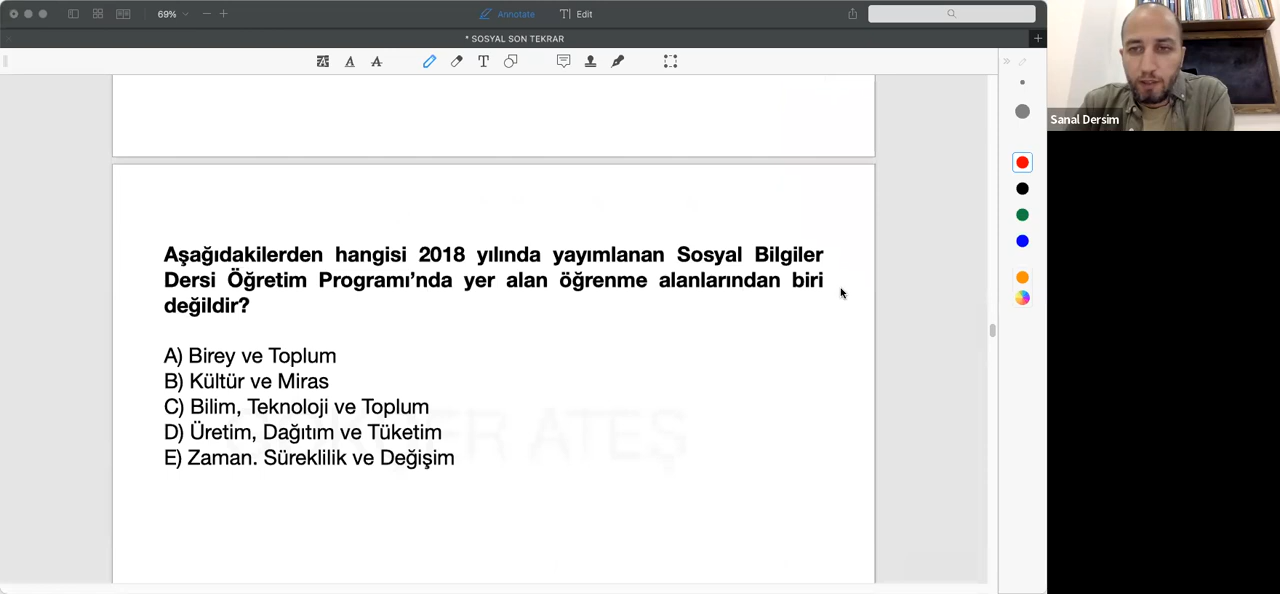 69%
Annotate
Edit
* SOSYAL SON TEKRAR
Sanal Dersim
Aşağıdakilerden hangisi 2018 yılında yayımlanan Sosyal Bilgiler
Dersi Öğretim Programı'nda yer alan öğrenme alanlarından biri
değildir?
A) Birey ve Toplum
B) Kültür ve Miras
C) Bilim, Teknoloji ve Toplum
D) Üretim, Dağıtım ve Tüketim
E) Zaman. Süreklilik ve Değişim
ATEŞ